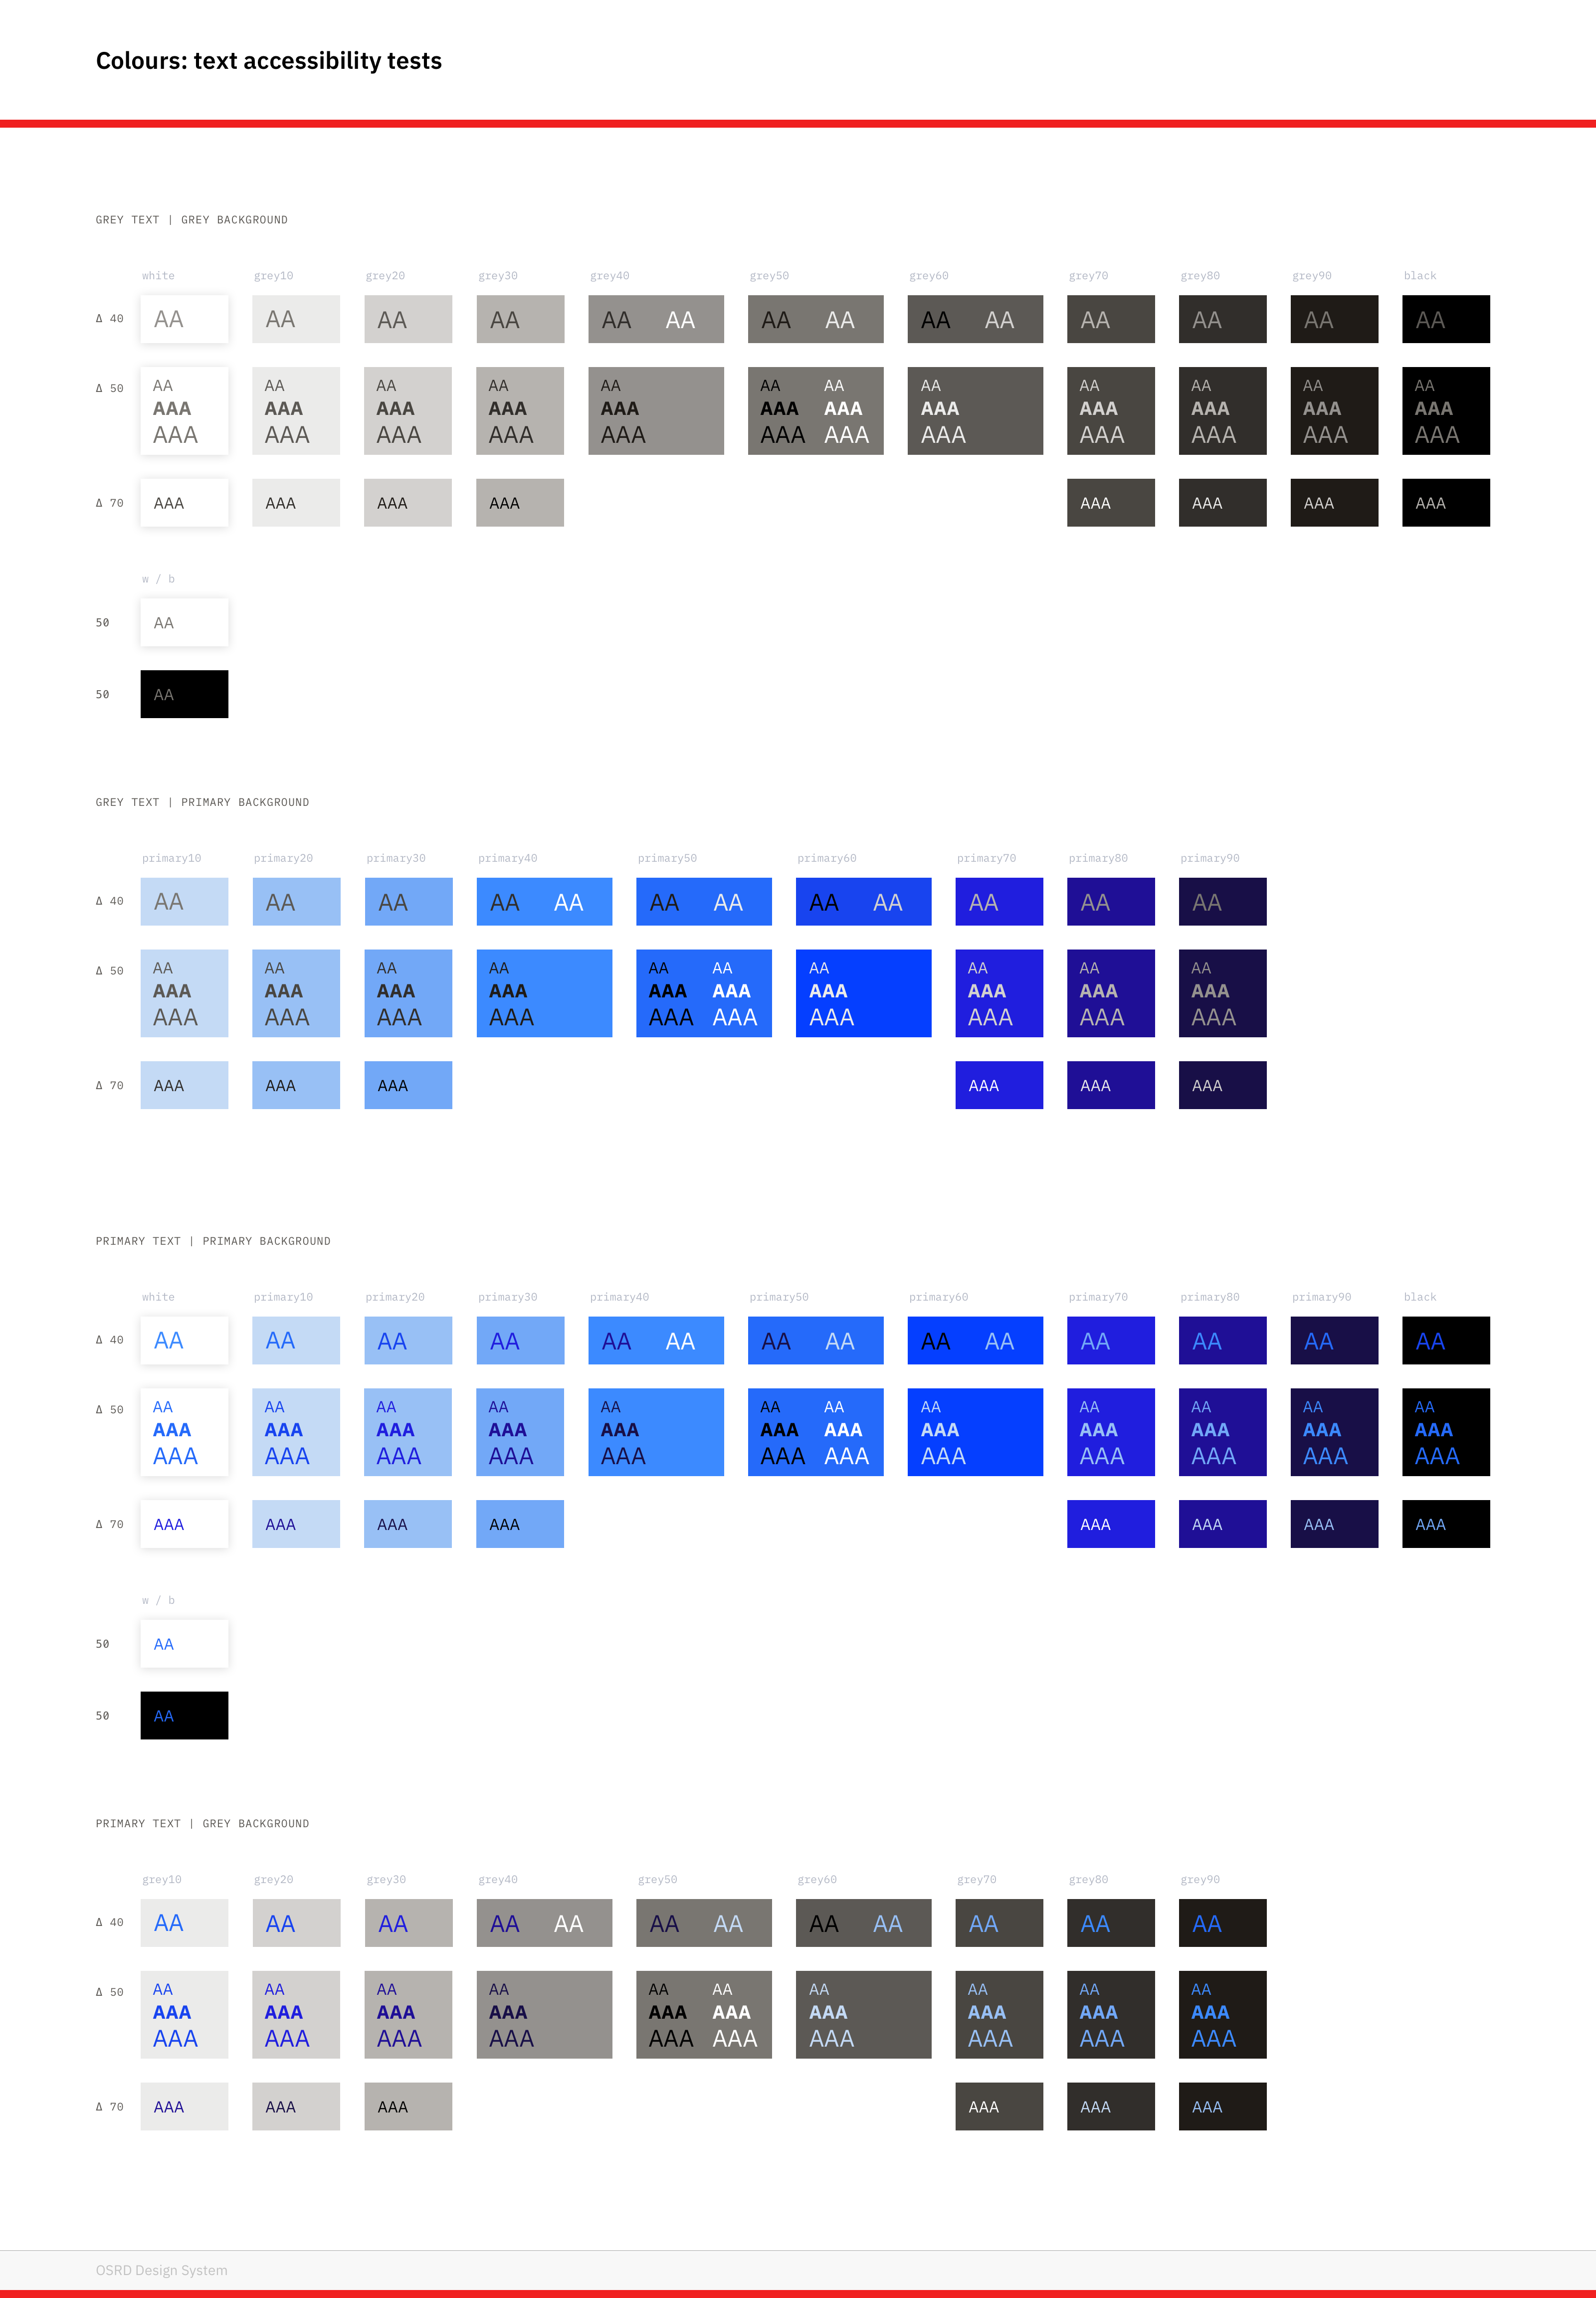 Colours: text accessibility tests
GREY TEXT | GREY BACKGROUND
white grey10 grey20 grey30 grey40 grey50 grey60 grey70 grey80 grey90 black
Δ 40 AA AA AA AA AA AA AA AA AA AA AA AA AA AA
Δ 50 AA AA AA AA AA AA AA AA AA AA AA AA
AAA AAA AAA AAA AAA AAA AAA AAA AAA AAA AAA AAA
AAA AAA AAA AAA AAA AAA AAA AAA AAA AAA AAA AAA
Δ 70 AAA AAA AAA AAA AAA AAA AAA AAA
w / b
50 AA
50 AA
GREY TEXT | PRIMARY BACKGROUND
primary10 primary20 primary30 primary40 primary50 primary60 primary70 primary80 primary90
Δ 40 AA AA AA AA AA AA AA AA AA AA AA AA
Δ 50 AA AA AA AA AA AA AA AA AA AA
AAA AAA AAA AAA AAA AAA AAA AAA AAA AAA
AAA AAA AAA AAA AAA AAA AAA AAA AAA AAA
Δ 70 AAA AAA AAA AAA AAA AAA
PRIMARY TEXT | PRIMARY BACKGROUND
white primary10 primary20 primary30 primary40 primary50 primary60 primary70 primary80 primary90 black
Δ 40 AA AA AA AA AA AA AA AA AA AA AA AA AA AA
Δ 50 AA AA AA AA AA AA AA AA AA AA AA AA
AAA AAA AAA AAA AAA AAA AAA AAA AAA AAA AAA AAA
AAA AAA AAA AAA AAA AAA AAA AAA AAA AAA AAA AAA
Δ 70 AAA AAA AAA AAA AAA AAA AAA AAA
w / b
50 AA
50 AA
PRIMARY TEXT | GREY BACKGROUND
grey10 grey20 grey30 grey40 grey50 grey60 grey70 grey80 grey90
Δ 40 AA AA AA AA AA AA AA AA AA AA AA AA
Δ 50 AA AA AA AA AA AA AA AA AA AA
AAA AAA AAA AAA AAA AAA AAA AAA AAA AAA
AAA AAA AAA AAA AAA AAA AAA AAA AAA AAA
Δ 70 AAA AAA AAA AAA AAA AAA
OSRD Design System